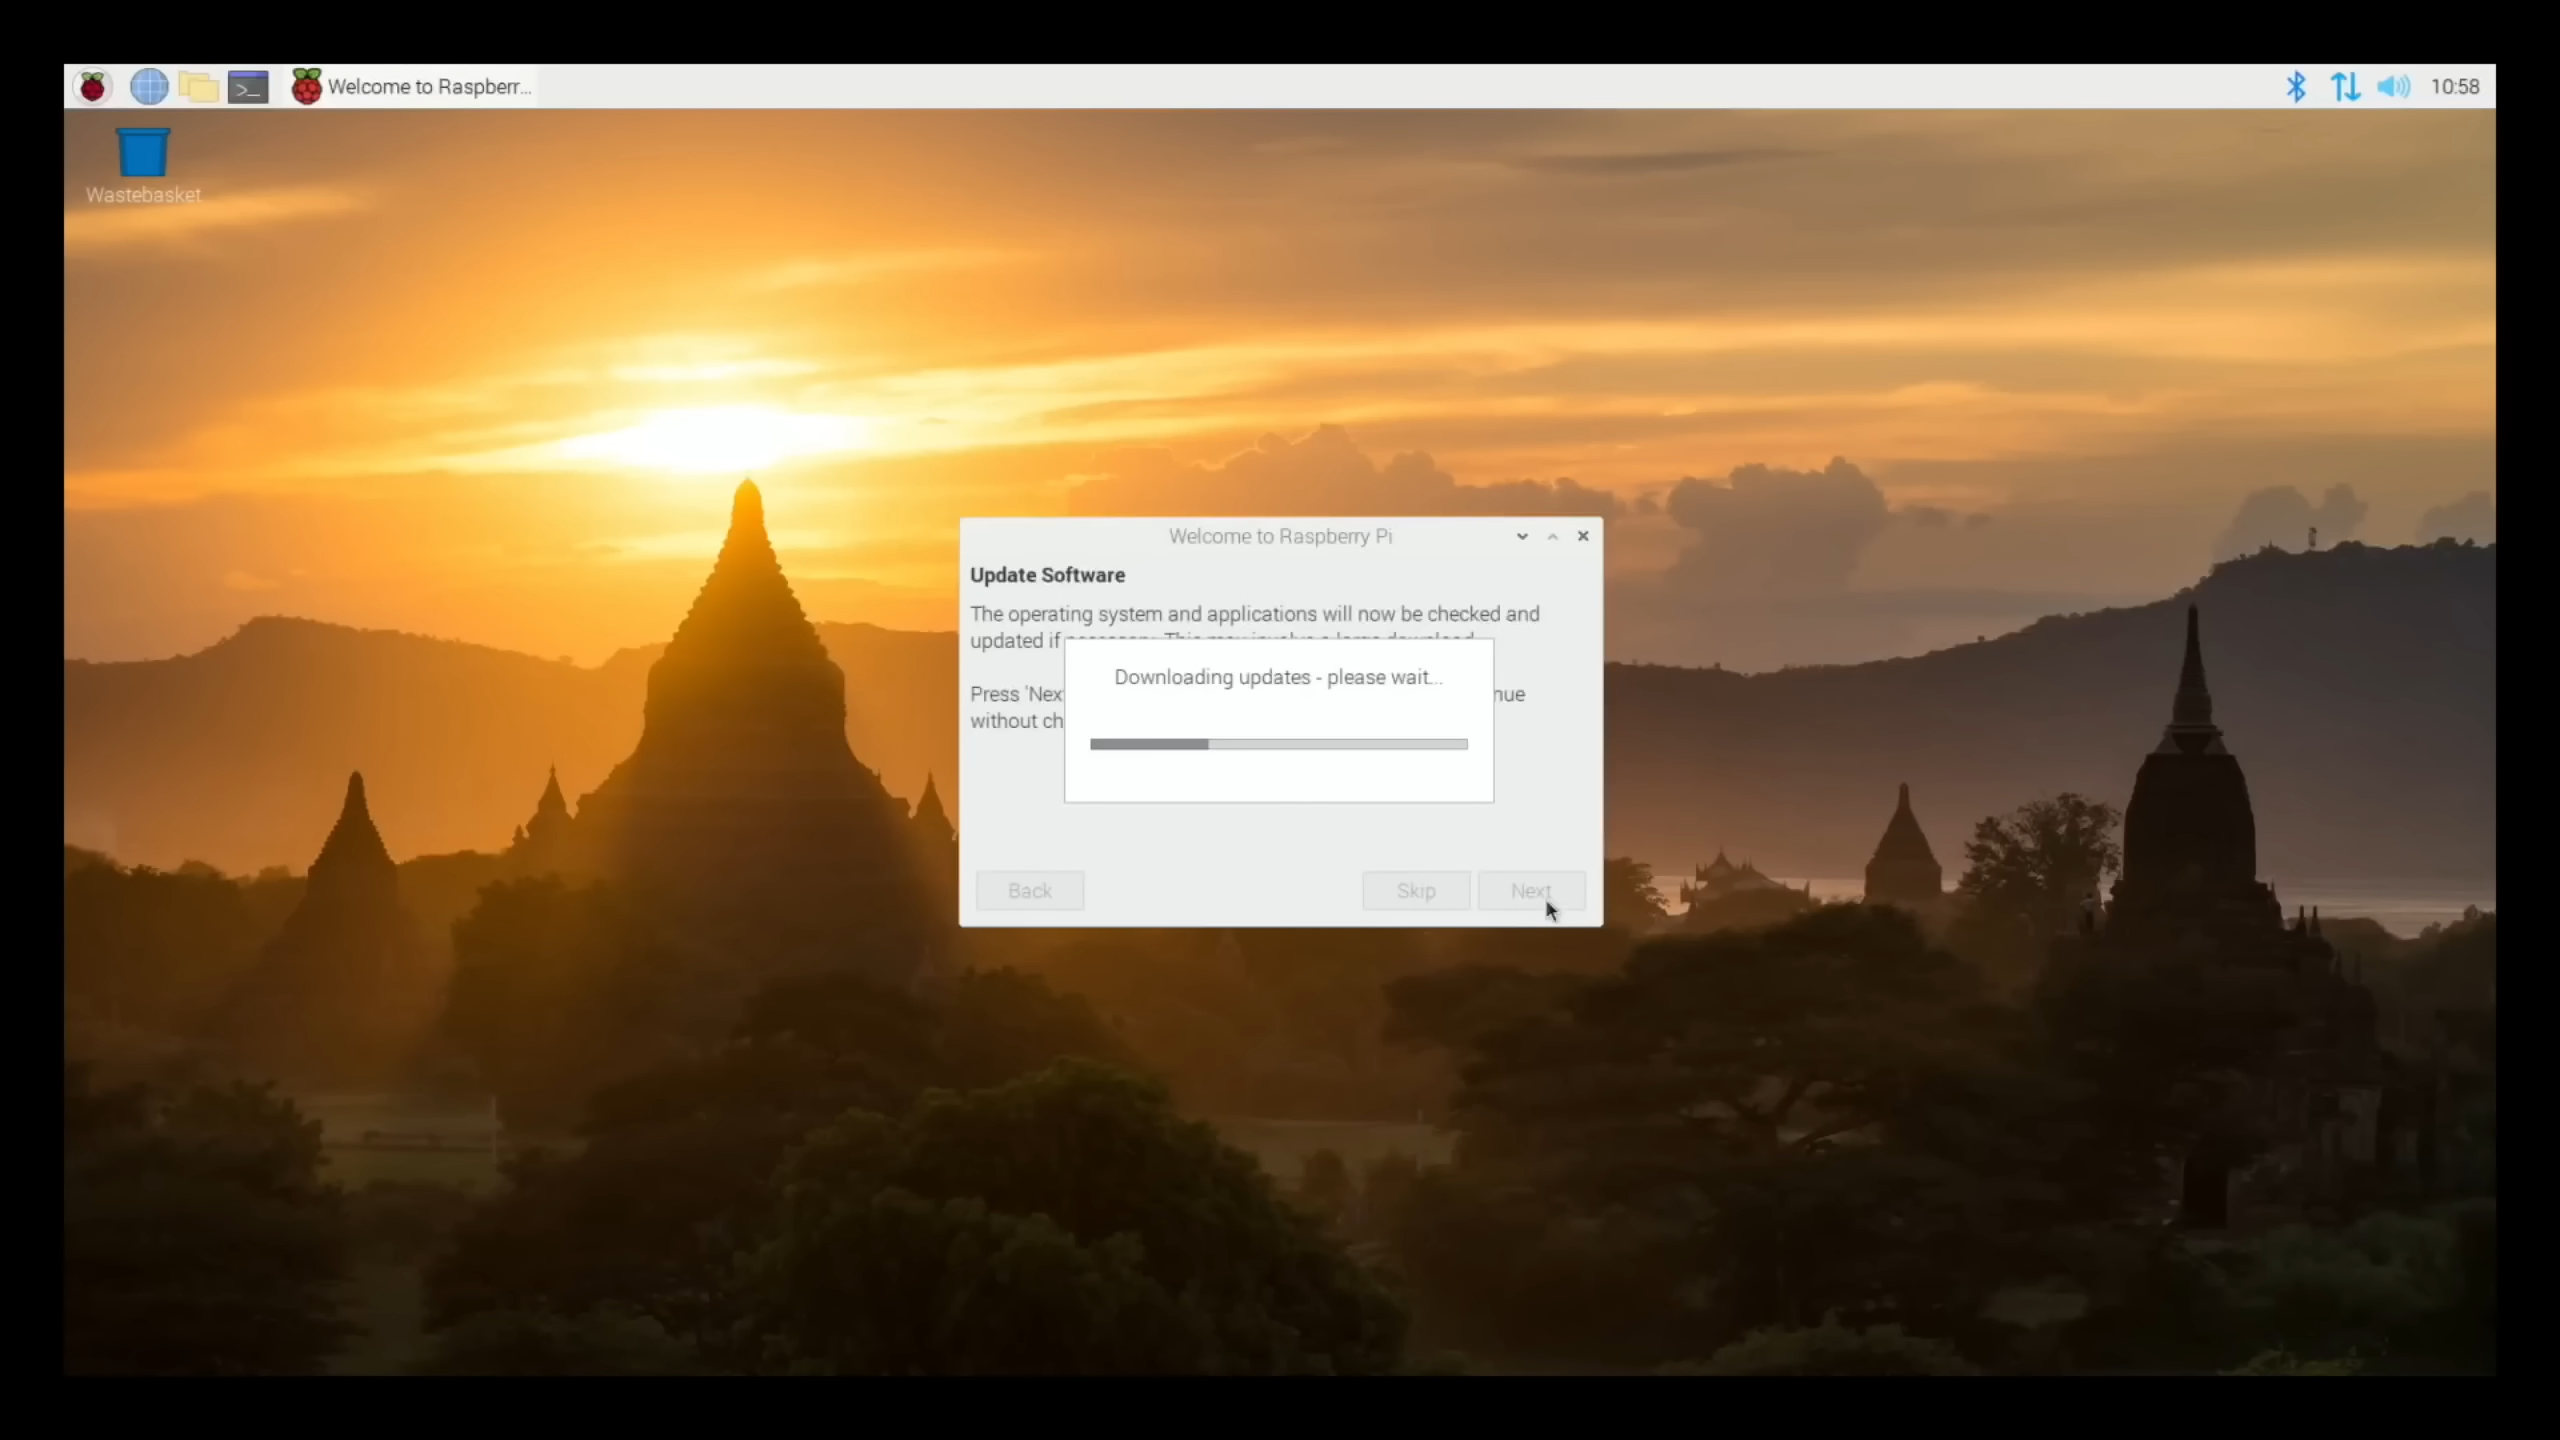 Welcome to Raspberr...
10:58
Wastebasket
Welcome to Raspberry Pi
Update Software
The operating system and applications will now be checked and
updated if
Downloading updates - please wait...
Press 'Nex
nue
without ch
Back
Skip
Next